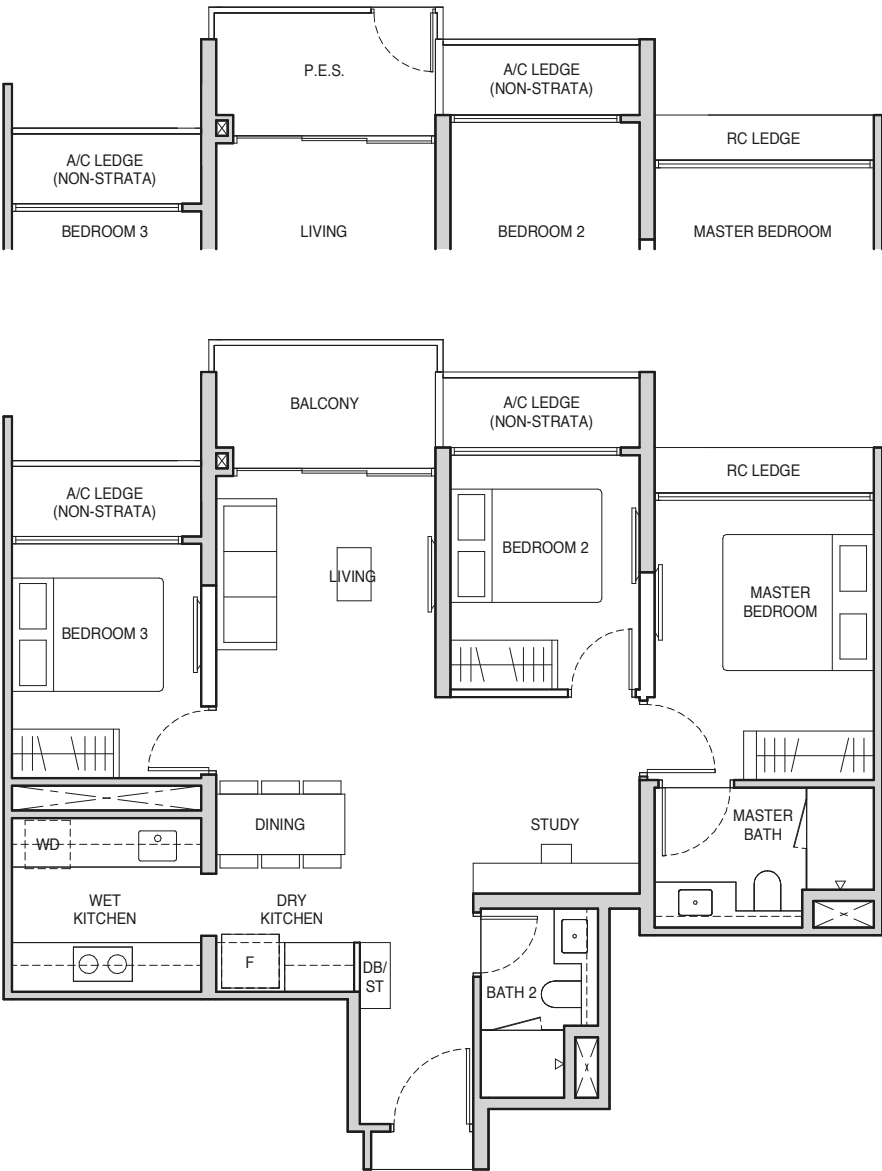 P.E.S.
A/C LEDGE
(NON-STRATA)
RC LEDGE
A/C LEDGE
(NON-STRATA)
BEDROOM 3
LIVING
BEDROOM 2
MASTER BEDROOM
BALCONY
A/C LEDGE
(NON-STRATA)
RC LEDGE
A/C LEDGE
(NON-STRATA)
BEDROOM 2
LIVING
MASTER
BEDROOM
BEDROOM 3
DINING
STUDY
MASTER
BATH
WD
WET
KITCHEN
DRY
KITCHEN
F
DB/
ST
BATH 2